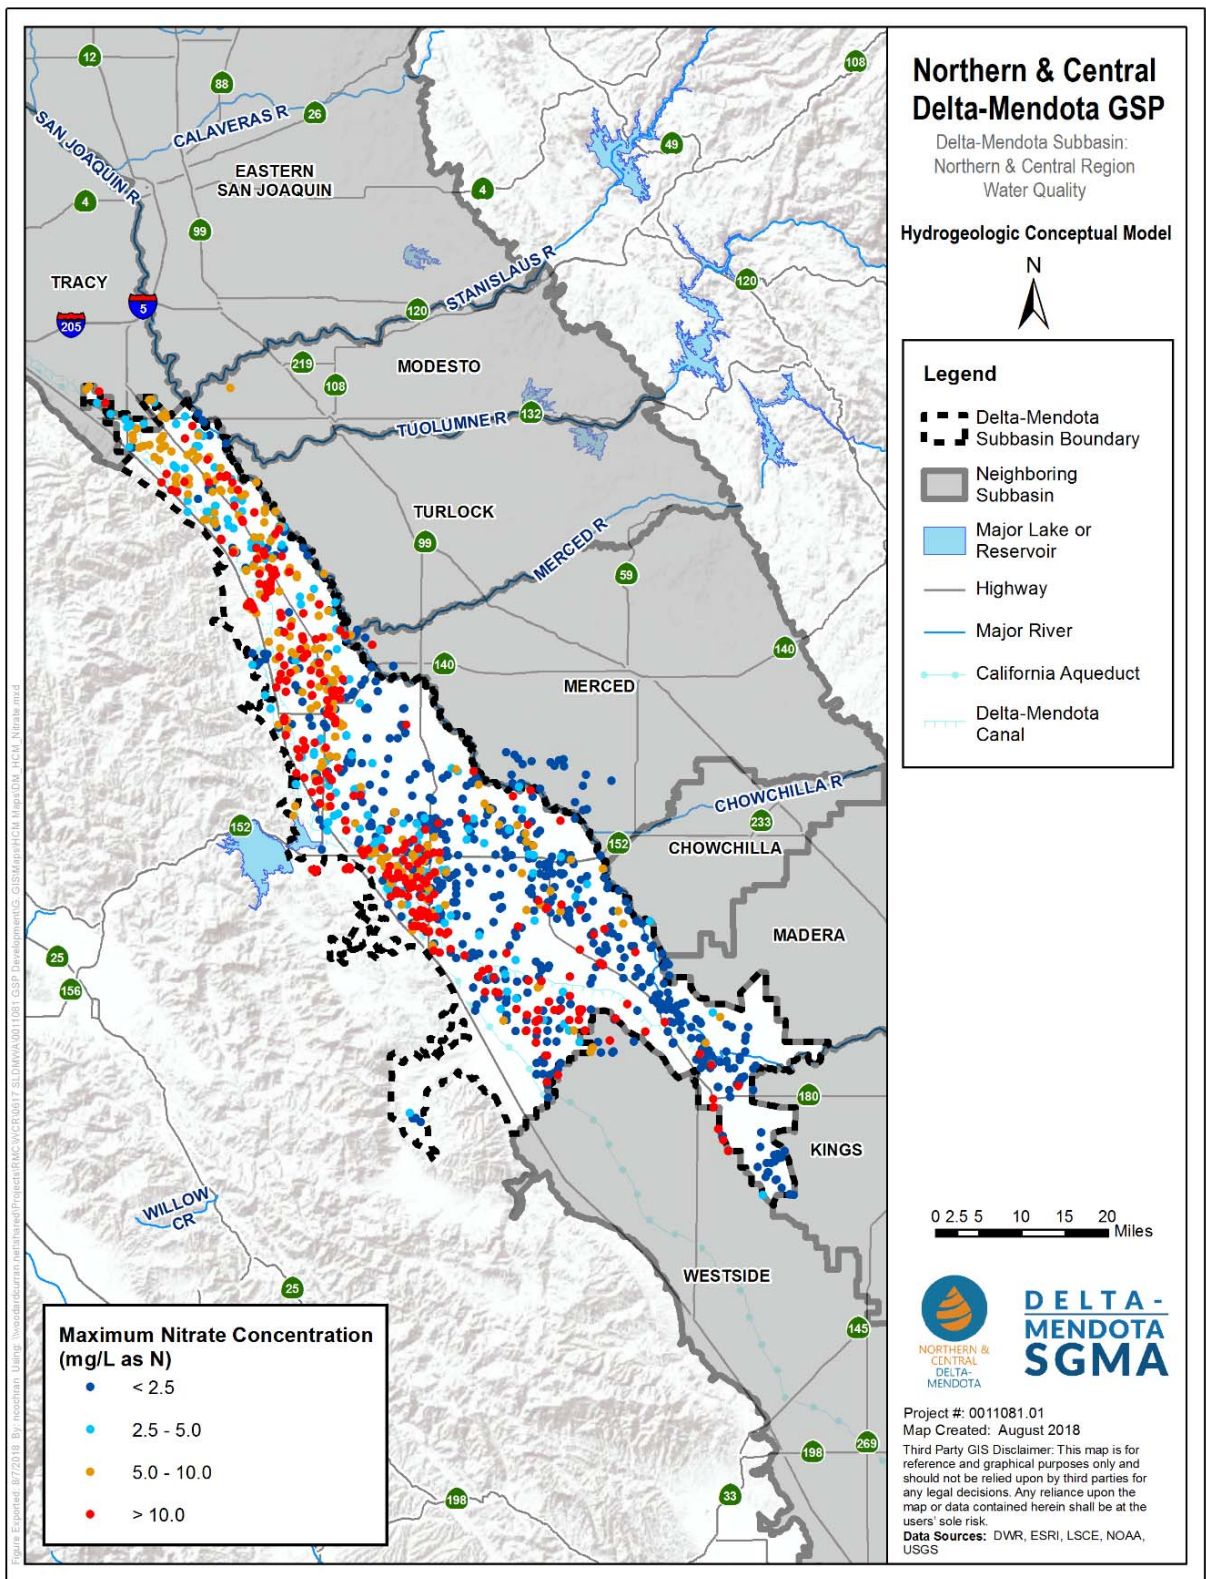 Northern & Central
Delta-Mendota GSP
Delta-Mendota Subbasin:
Northern & Central Region
Water Quality
Hydrogeologic Conceptual Model
N
Legend
Delta-Mendota
Subbasin Boundary
Neighboring
Subbasin
Major Lake or
Reservoir
Highway
Major River
California Aqueduct
Delta-Mendota
Canal
0 2.5 5 10 15 20
Miles
NORTHERN &
CENTRAL
DELTA-
MENDOTA
DELTA-
MENDOTA
SGMA
Project #: 0011081.01
Map Created: August 2018
Third Party GIS Disclaimer: This map is for
reference and graphical purposes only and
should not be relied upon by third parties for
any legal decisions. Any reliance upon the
map or data contained herein shall be at the
users' sole risk.
Data Sources: DWR, ESRI, LSCE, NOAA,
USGS
12
88
108
26
SAN JOAQUIN R
CALAVERAS R
49
EASTERN
SAN JOAQUIN
4
4
99
TRACY
STANISLAUS R
120
5
205
120
219
MODESTO
108
TUOLUMNE R
132
TURLOCK
99
MERCED R
59
140
140
MERCED
CHOWCHILLA R
152
233
152
CHOWCHILLA
MADERA
25
156
180
KINGS
WILLOW
CR
WESTSIDE
25
145
198
269
33
198
Maximum Nitrate Concentration
(mg/L as N)
< 2.5
2.5 - 5.0
5.0 - 10.0
> 10.0